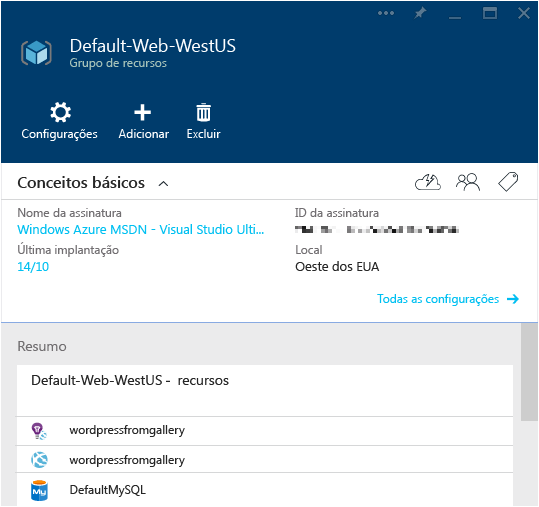 Default-Web-WestUS
Grupo de recursos
Configurações Adicionar Excluir
Conceitos básicos
Nome da assinatura
Windows Azure MSDN - Visual Studio Ulti...
ID da assinatura
Última implantação
14/10
Local
Oeste dos EUA
Todas as configurações
Resumo
Default-Web-WestUS - recursos
wordpressfromgallery
wordpressfromgallery
My
DefaultMySQL